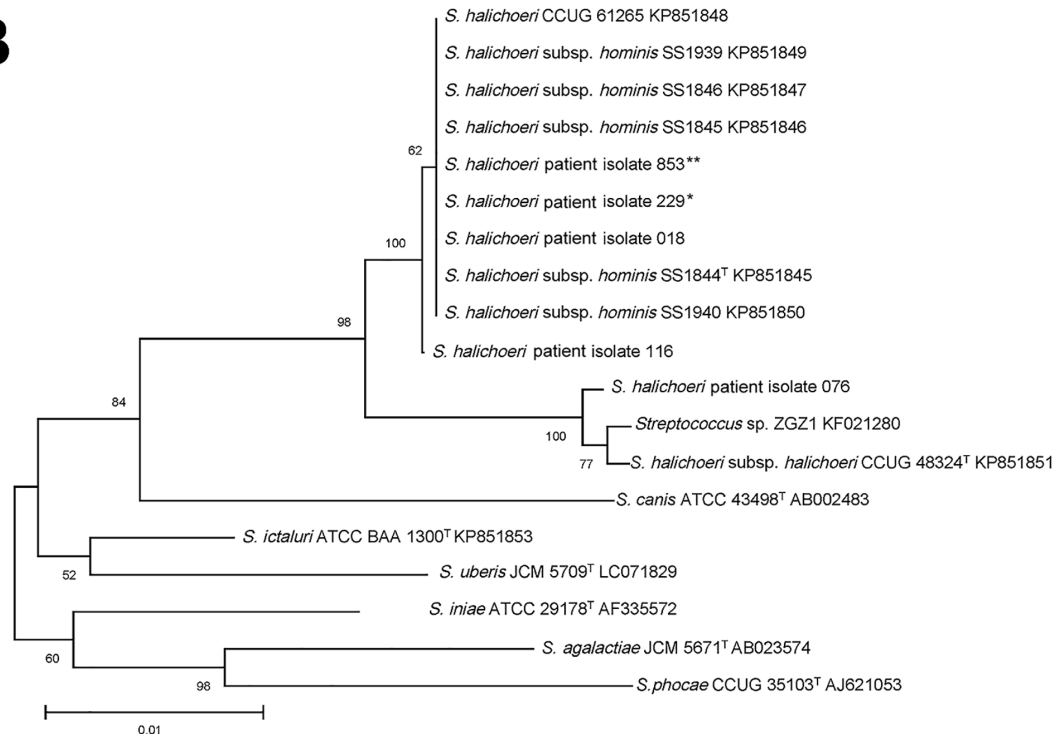 B
S. halichoeri CCUG 61265 KP851848
S. halichoeri subsp. hominis SS1939 KP851849
S. halichoeri subsp. hominis SS1846 KP851847
S. halichoeri subsp. hominis SS1845 KP851846
62
S. halichoeri patient isolate 853**
S. halichoeri patient isolate 229*
S. halichoeri patient isolate 018
100
S. halichoeri subsp. hominis SS1844ᵀ KP851845
S. halichoeri subsp. hominis SS1940 KP851850
98
S. halichoeri patient isolate 116
S. halichoeri patient isolate 076
84
Streptococcus sp. ZGZ1 KF021280
100
77
S. halichoeri subsp. halichoeri CCUG 48324ᵀ KP851851
S. canis ATCC 43498ᵀ AB002483
S. ictaluri ATCC BAA 1300ᵀ KP851853
52
S. uberis JCM 5709ᵀ LC071829
S. iniae ATCC 29178ᵀ AF335572
60
S. agalactiae JCM 5671ᵀ AB023574
98
S.phocae CCUG 35103ᵀ AJ621053
0.01